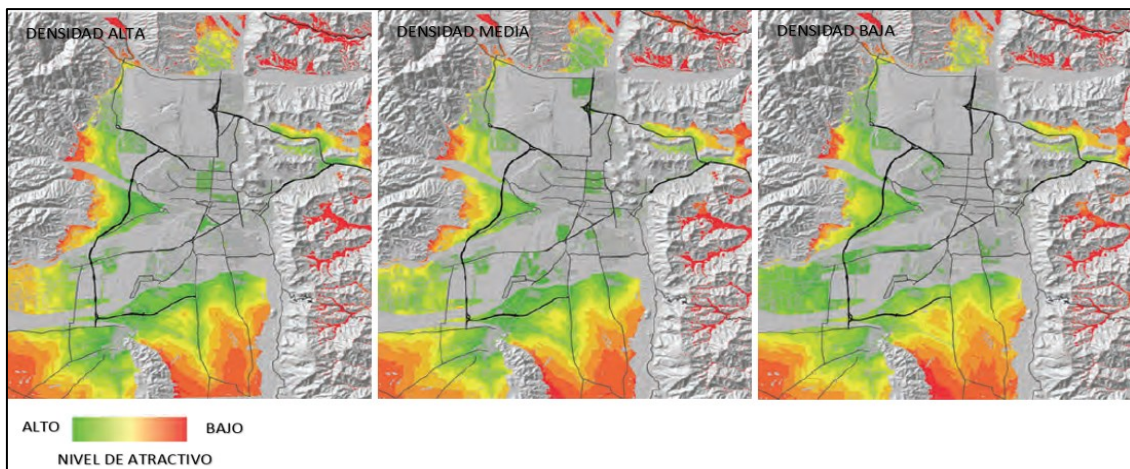 DENSIDAD ALTA
DENSIDAD MEDIA
DENSIDAD BAJA
ALTO
BAJO
NIVEL DE ATRACTIVO